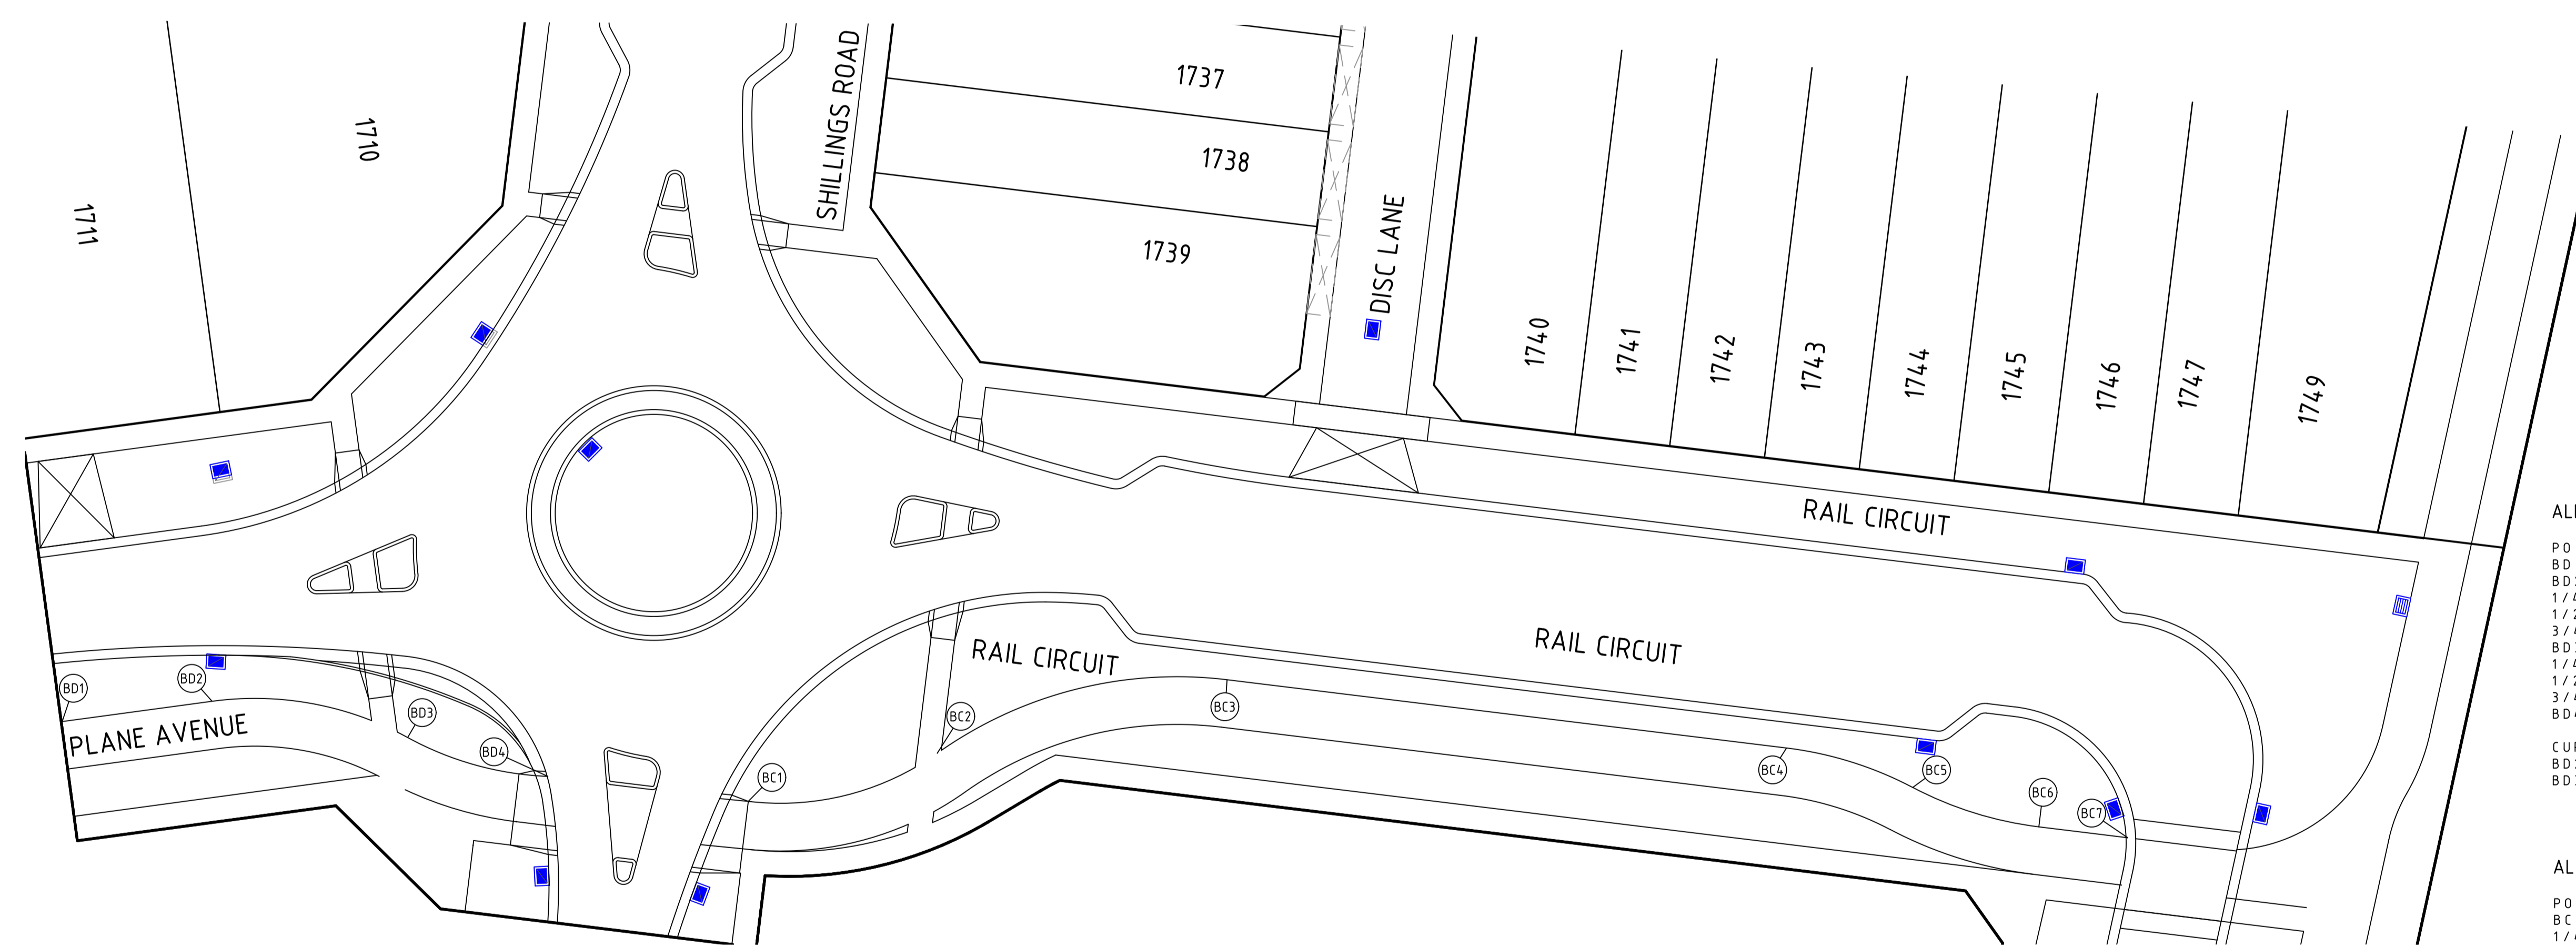 1711
1710
SHILLINGS ROAD
1737
1738
1739
DISC LANE
1740
1741
1742
1743
1744
1745
1746
1747
1749
RAIL CIRCUIT
RAIL CIRCUIT
RAIL CIRCUIT
PLANE AVENUE
BD1
BD2
BD3
BD4
BC1
BC2
BC3
BC4
BC5
BC6
BC7